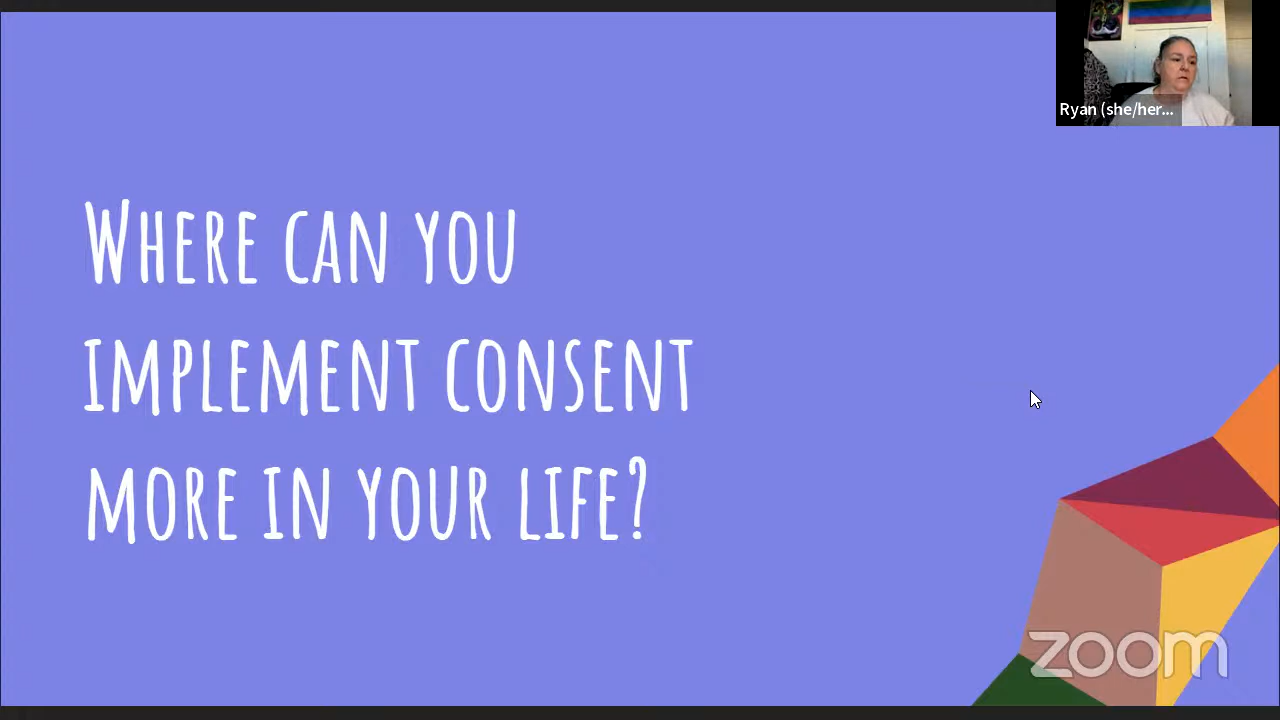 Ryan (she/her...
WHERE CAN YOU
IMPLEMENT CONSENT
MORE IN YOUR LIFE?
zoom